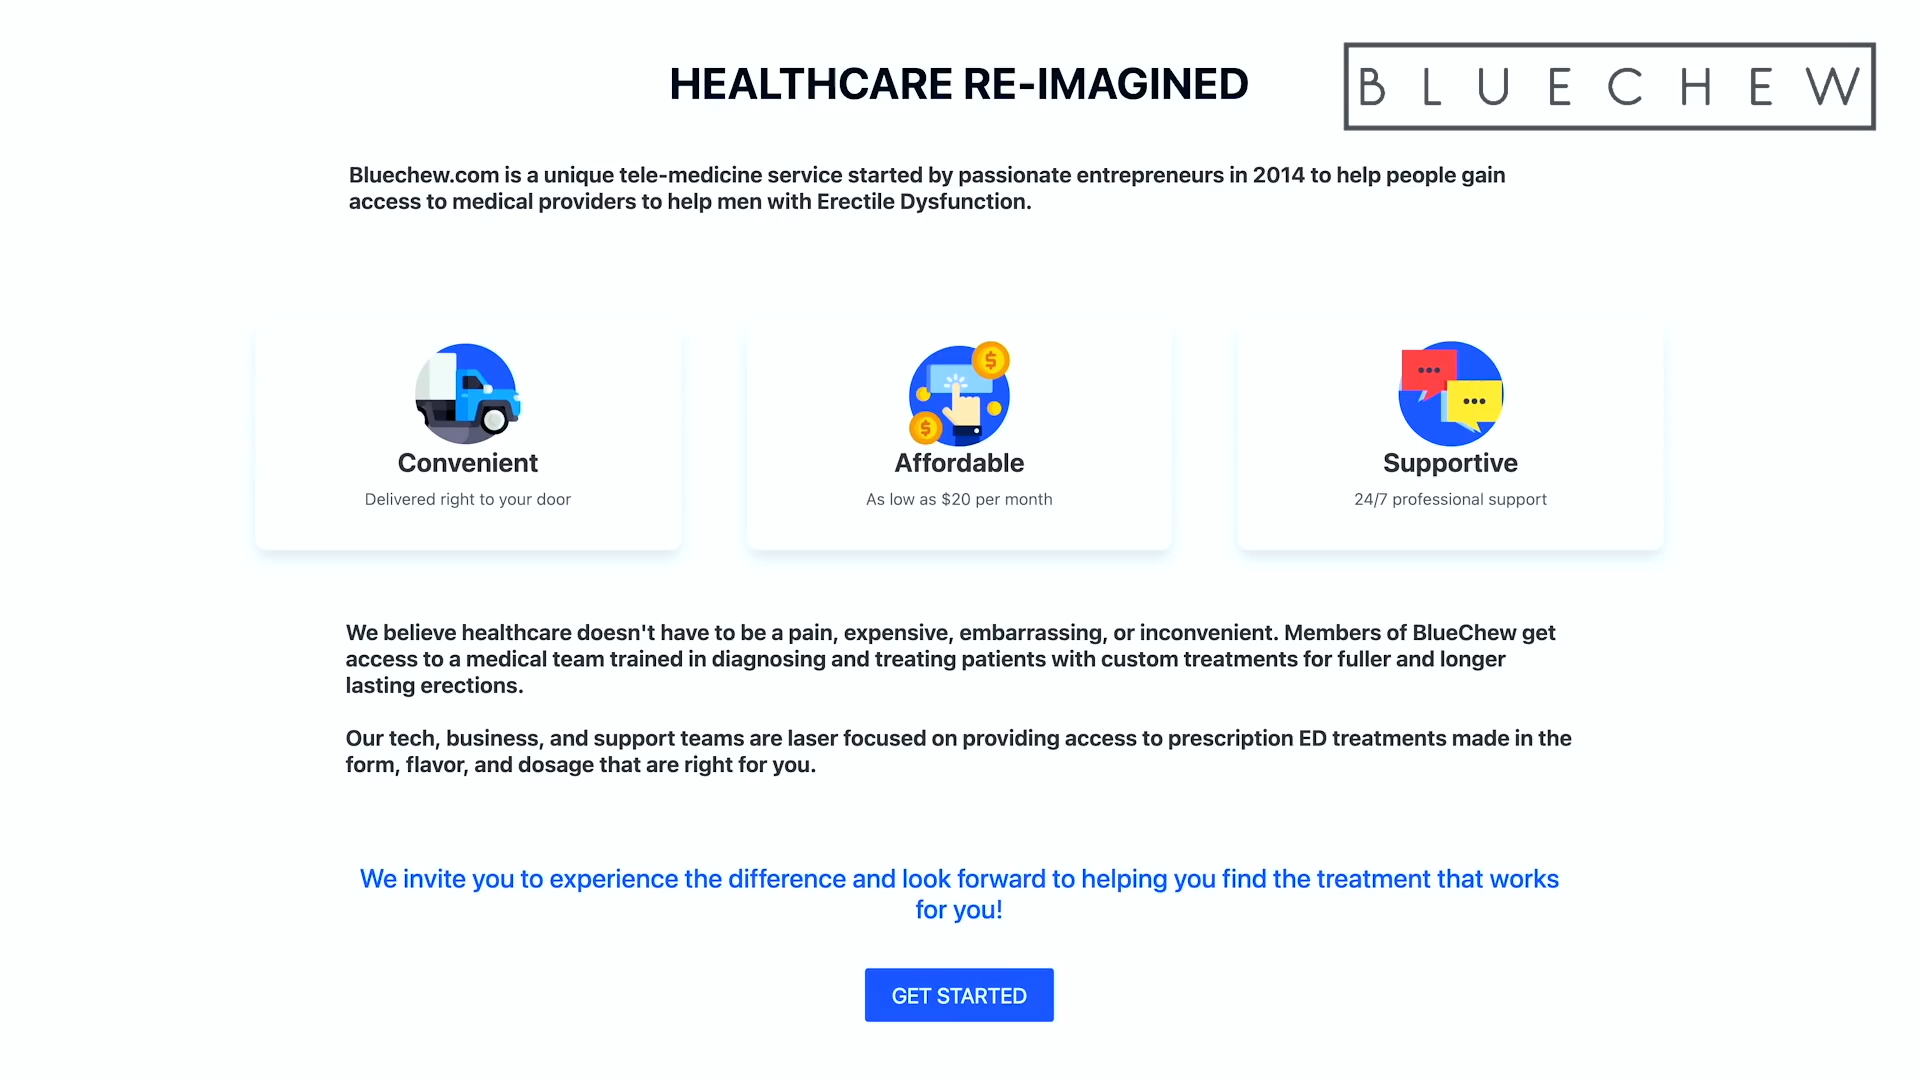 HEALTHCARE RE-IMAGINED
BLUECHEW
Bluechew.com is a unique tele-medicine service started by passionate entrepreneurs in 2014 to help people gain
access to medical providers to help men with Erectile Dysfunction.
Convenient
Delivered right to your door
Affordable
As low as $20 per month
Supportive
24/7 professional support
We believe healthcare doesn't have to be a pain, expensive, embarrassing, or inconvenient. Members of BlueChew get
access to a medical team trained in diagnosing and treating patients with custom treatments for fuller and longer
lasting erections.
Our tech, business, and support teams are laser focused on providing access to prescription ED treatments made in the
form, flavor, and dosage that are right for you.
We invite you to experience the difference and look forward to helping you find the treatment that works
for you!
GET STARTED